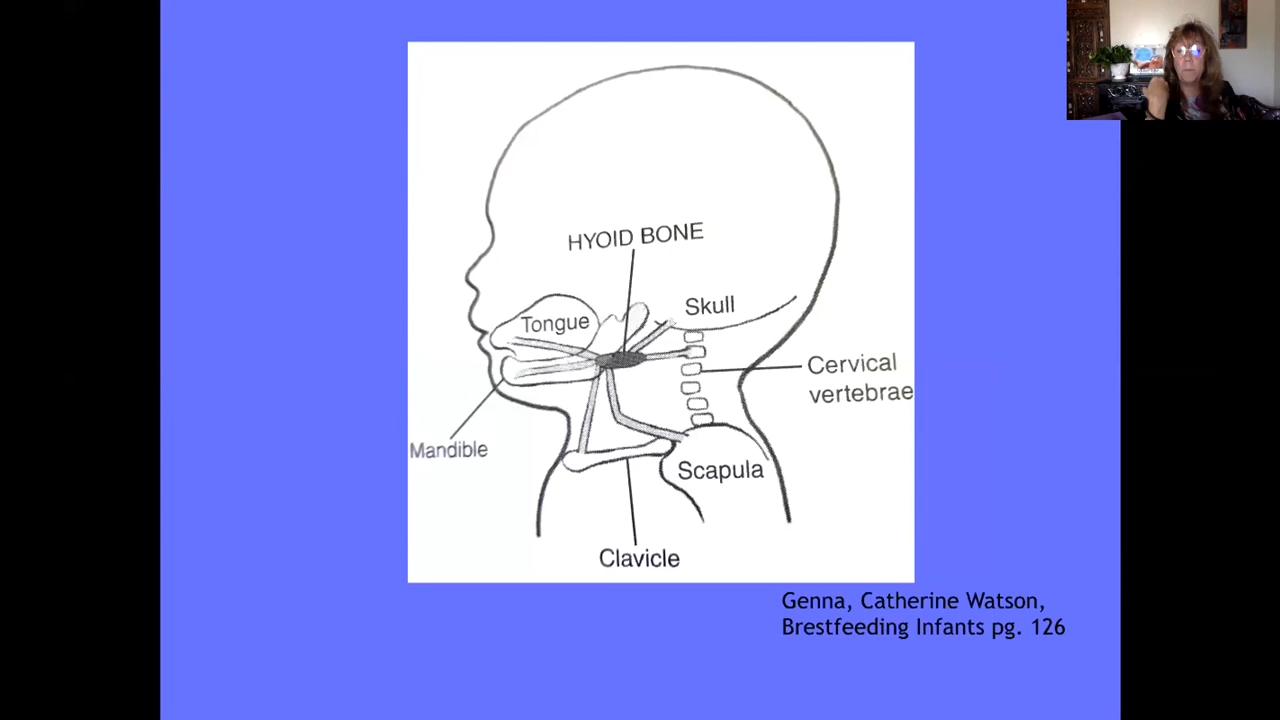 HYOID BONE
Skull
Tongue
Cervical
vertebrae
Mandible
Scapula
Clavicle
Genna, Catherine Watson,
Brestfeeding Infants pg. 126